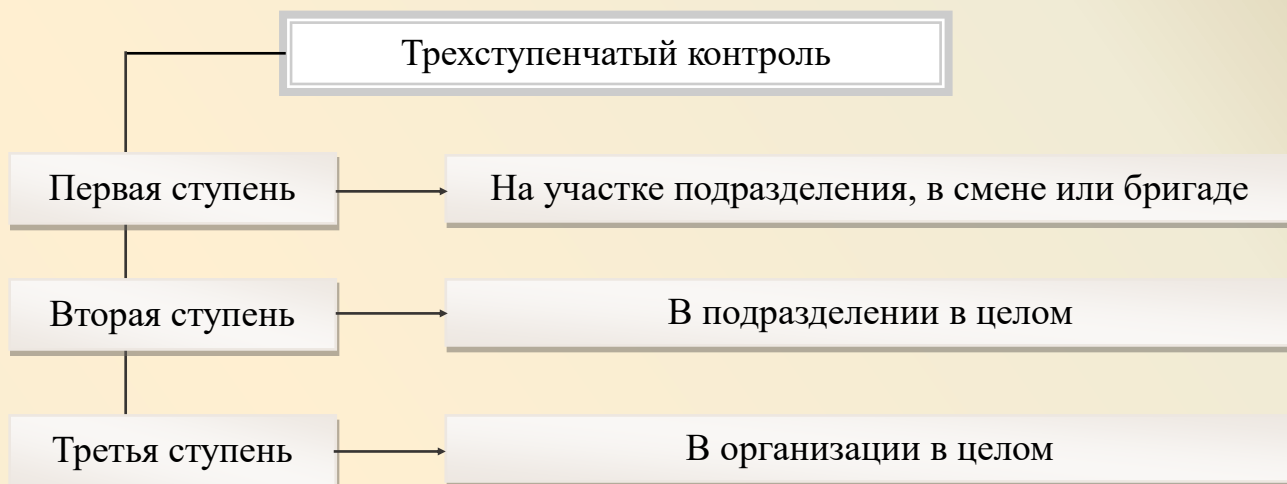 Трехступенчатый контроль
Первая ступень
На участке подразделения, в смене или бригаде
Вторая ступень
В подразделении в целом
Третья ступень
В организации в целом